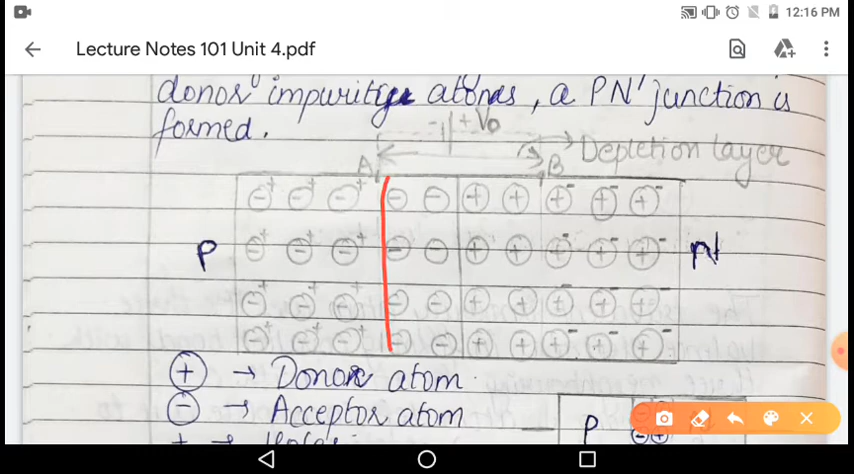 12:16 PM
Lecture Notes 101 Unit 4.pdf
donor impurity atoms, a PN junction is
formed.
- + V₀
A B Depletion layer
P N
⊕ → Donor atom
⊖ → Acceptor atom
P